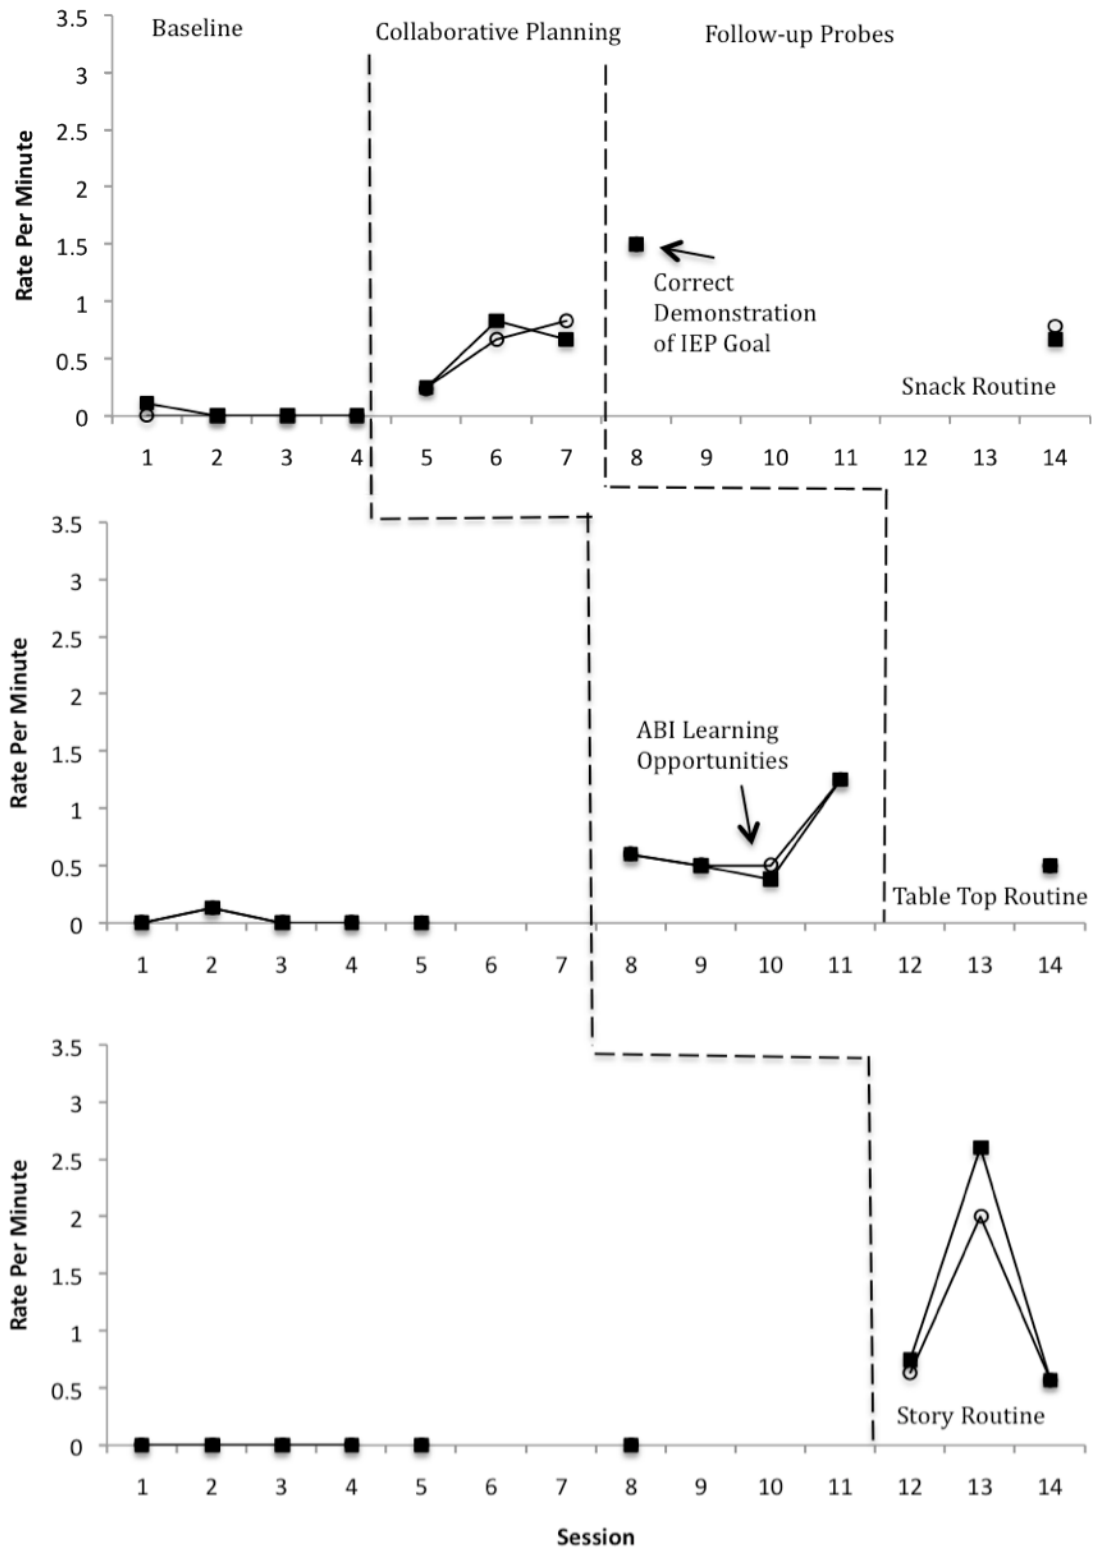 3.5
Baseline
Collaborative Planning
Follow-up Probes
3
2.5
2
1.5
1
0.5
0
Rate Per Minute
Correct
Demonstration
of IEP Goal
Snack Routine
1 2 3 4 5 6 7 8 9 10 11 12 13 14
3.5
3
2.5
2
1.5
1
0.5
0
Rate Per Minute
ABI Learning
Opportunities
Table Top Routine
1 2 3 4 5 6 7 8 9 10 11 12 13 14
3.5
3
2.5
2
1.5
1
0.5
0
Rate Per Minute
Story Routine
1 2 3 4 5 6 7 8 9 10 11 12 13 14
Session